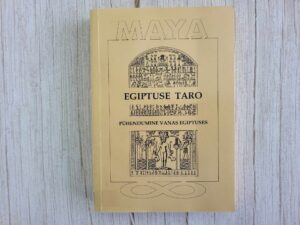 MAYA
EGIPTUSE TARO
PÜHENDUMINE VANAS EGIPTUSES